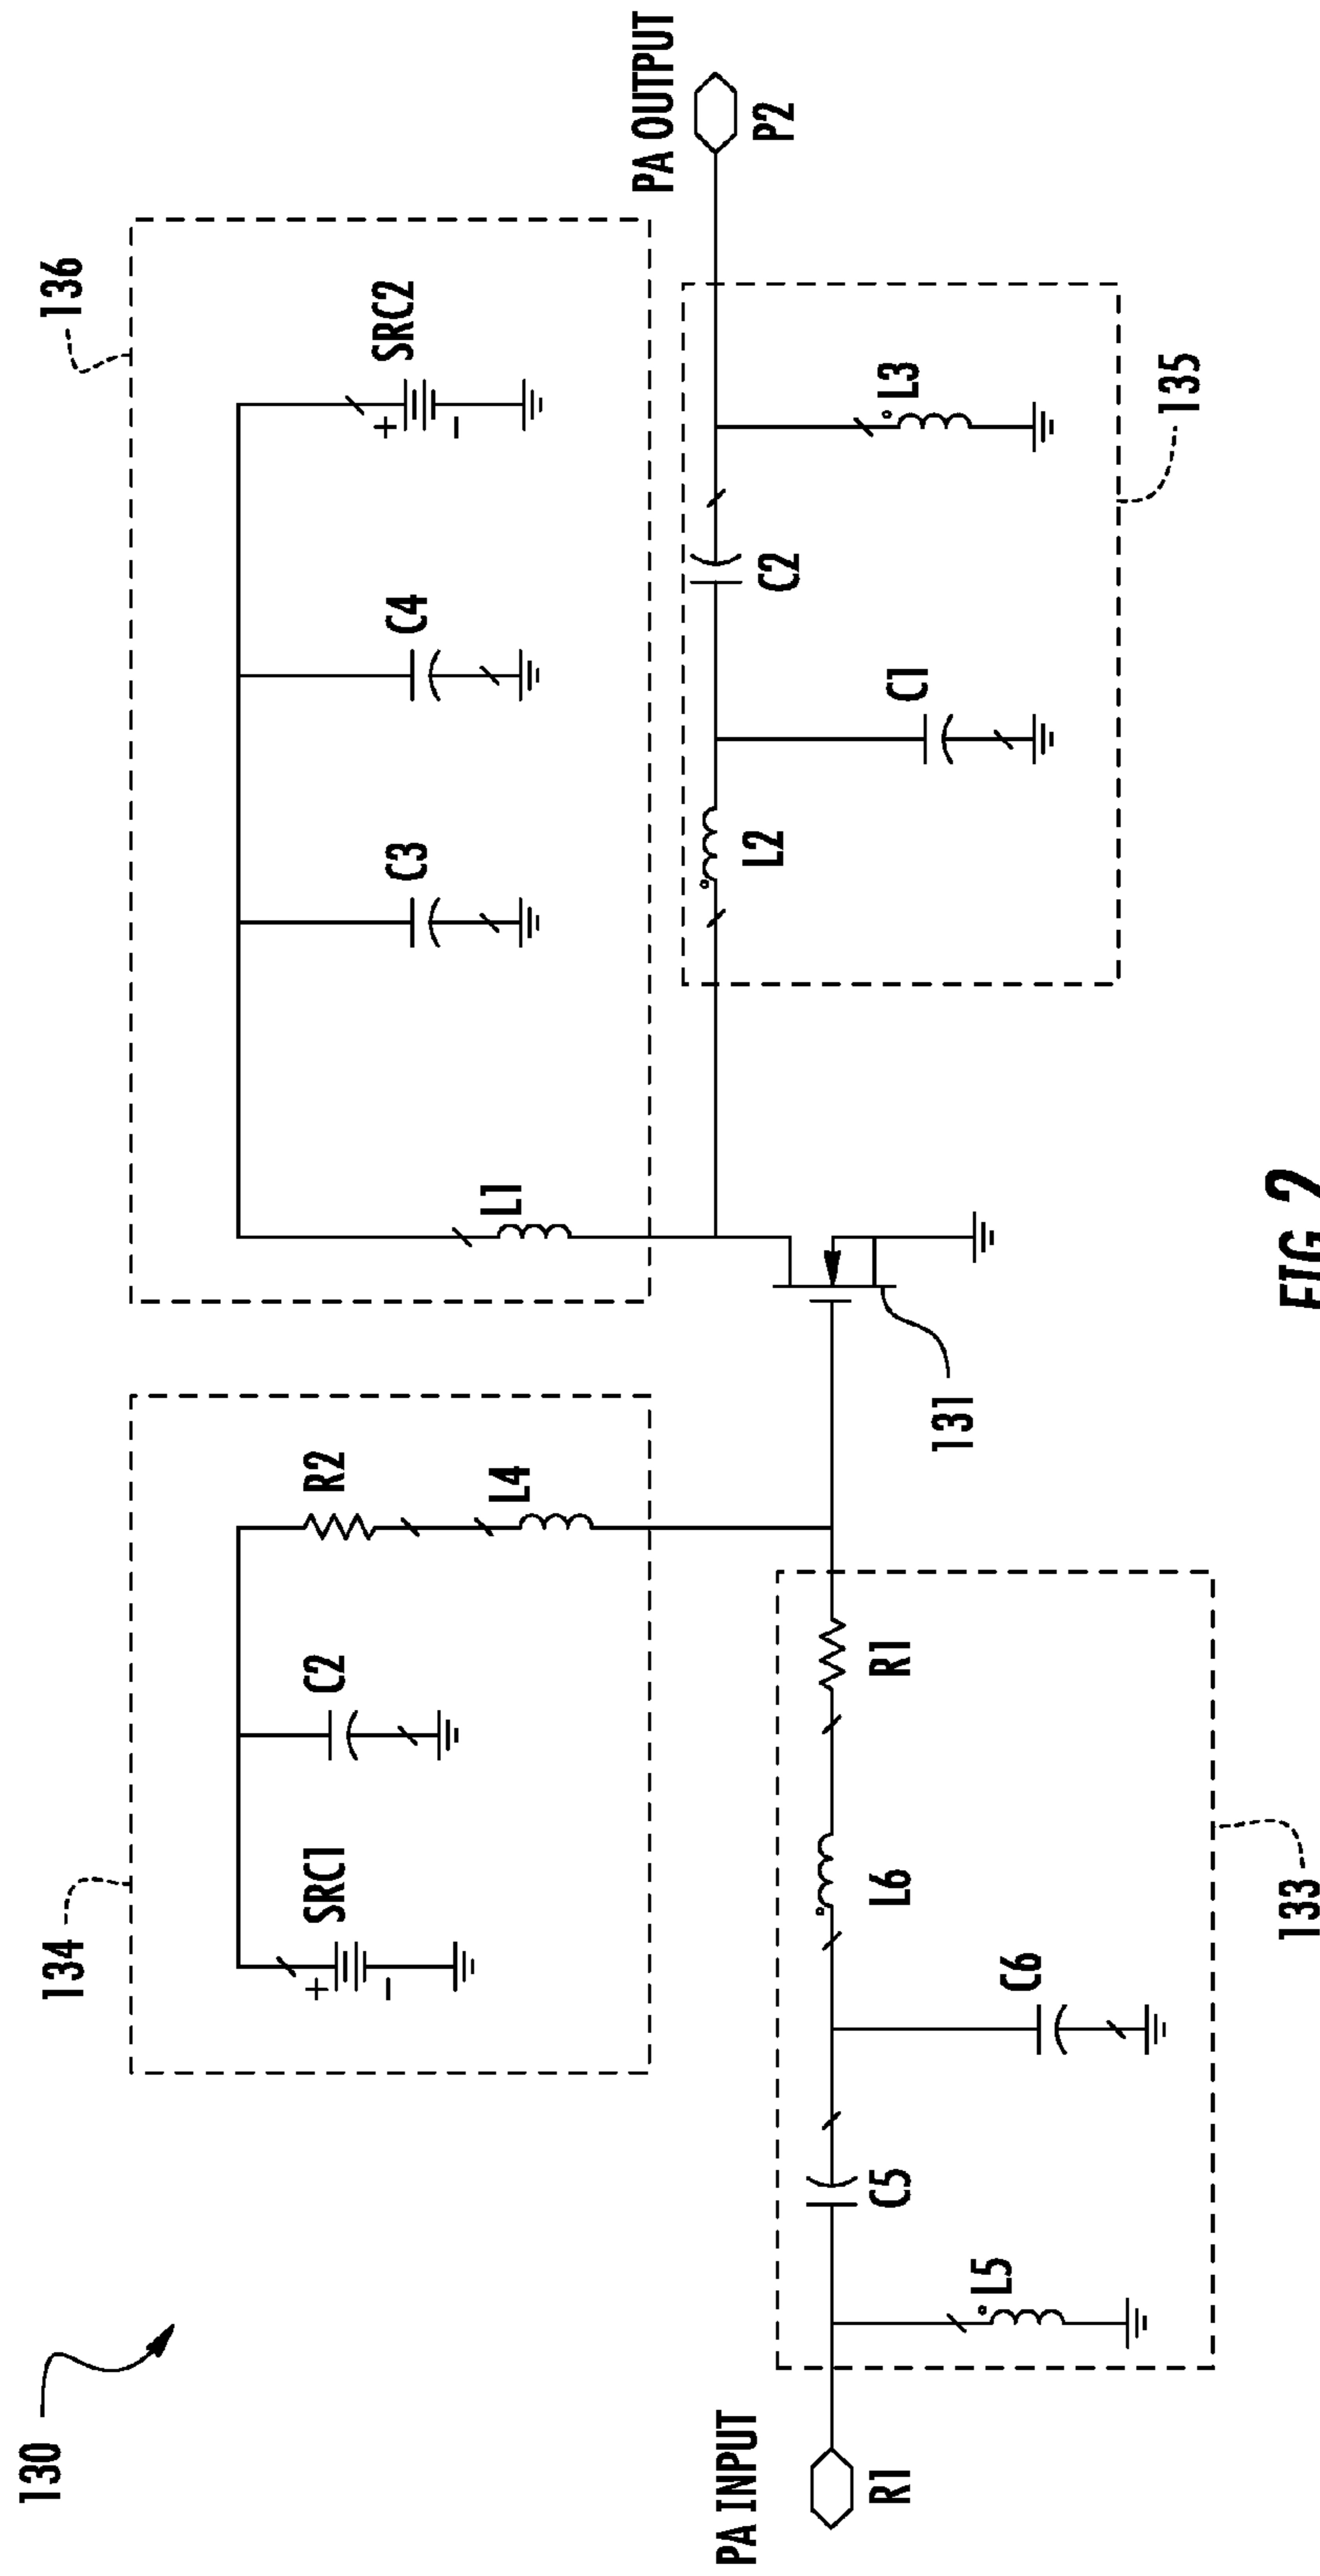 130
134
136
SRC1
C2
R2
L4
L1
C3
C4
SRC2
+
-
+
-
PA INPUT
R1
L5
C5
C6
L6
R1
133
131
L2
C1
C2
L3
135
PA OUTPUT
P2
FIG. 2